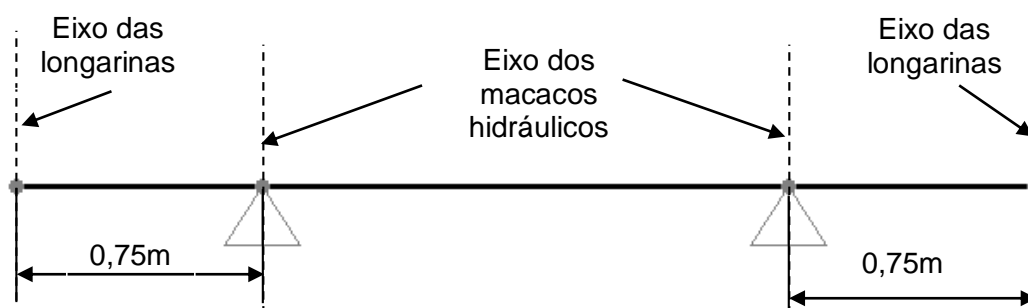 Eixo das
longarinas
Eixo dos
macacos
hidráulicos
Eixo das
longarinas
0,75m
0,75m